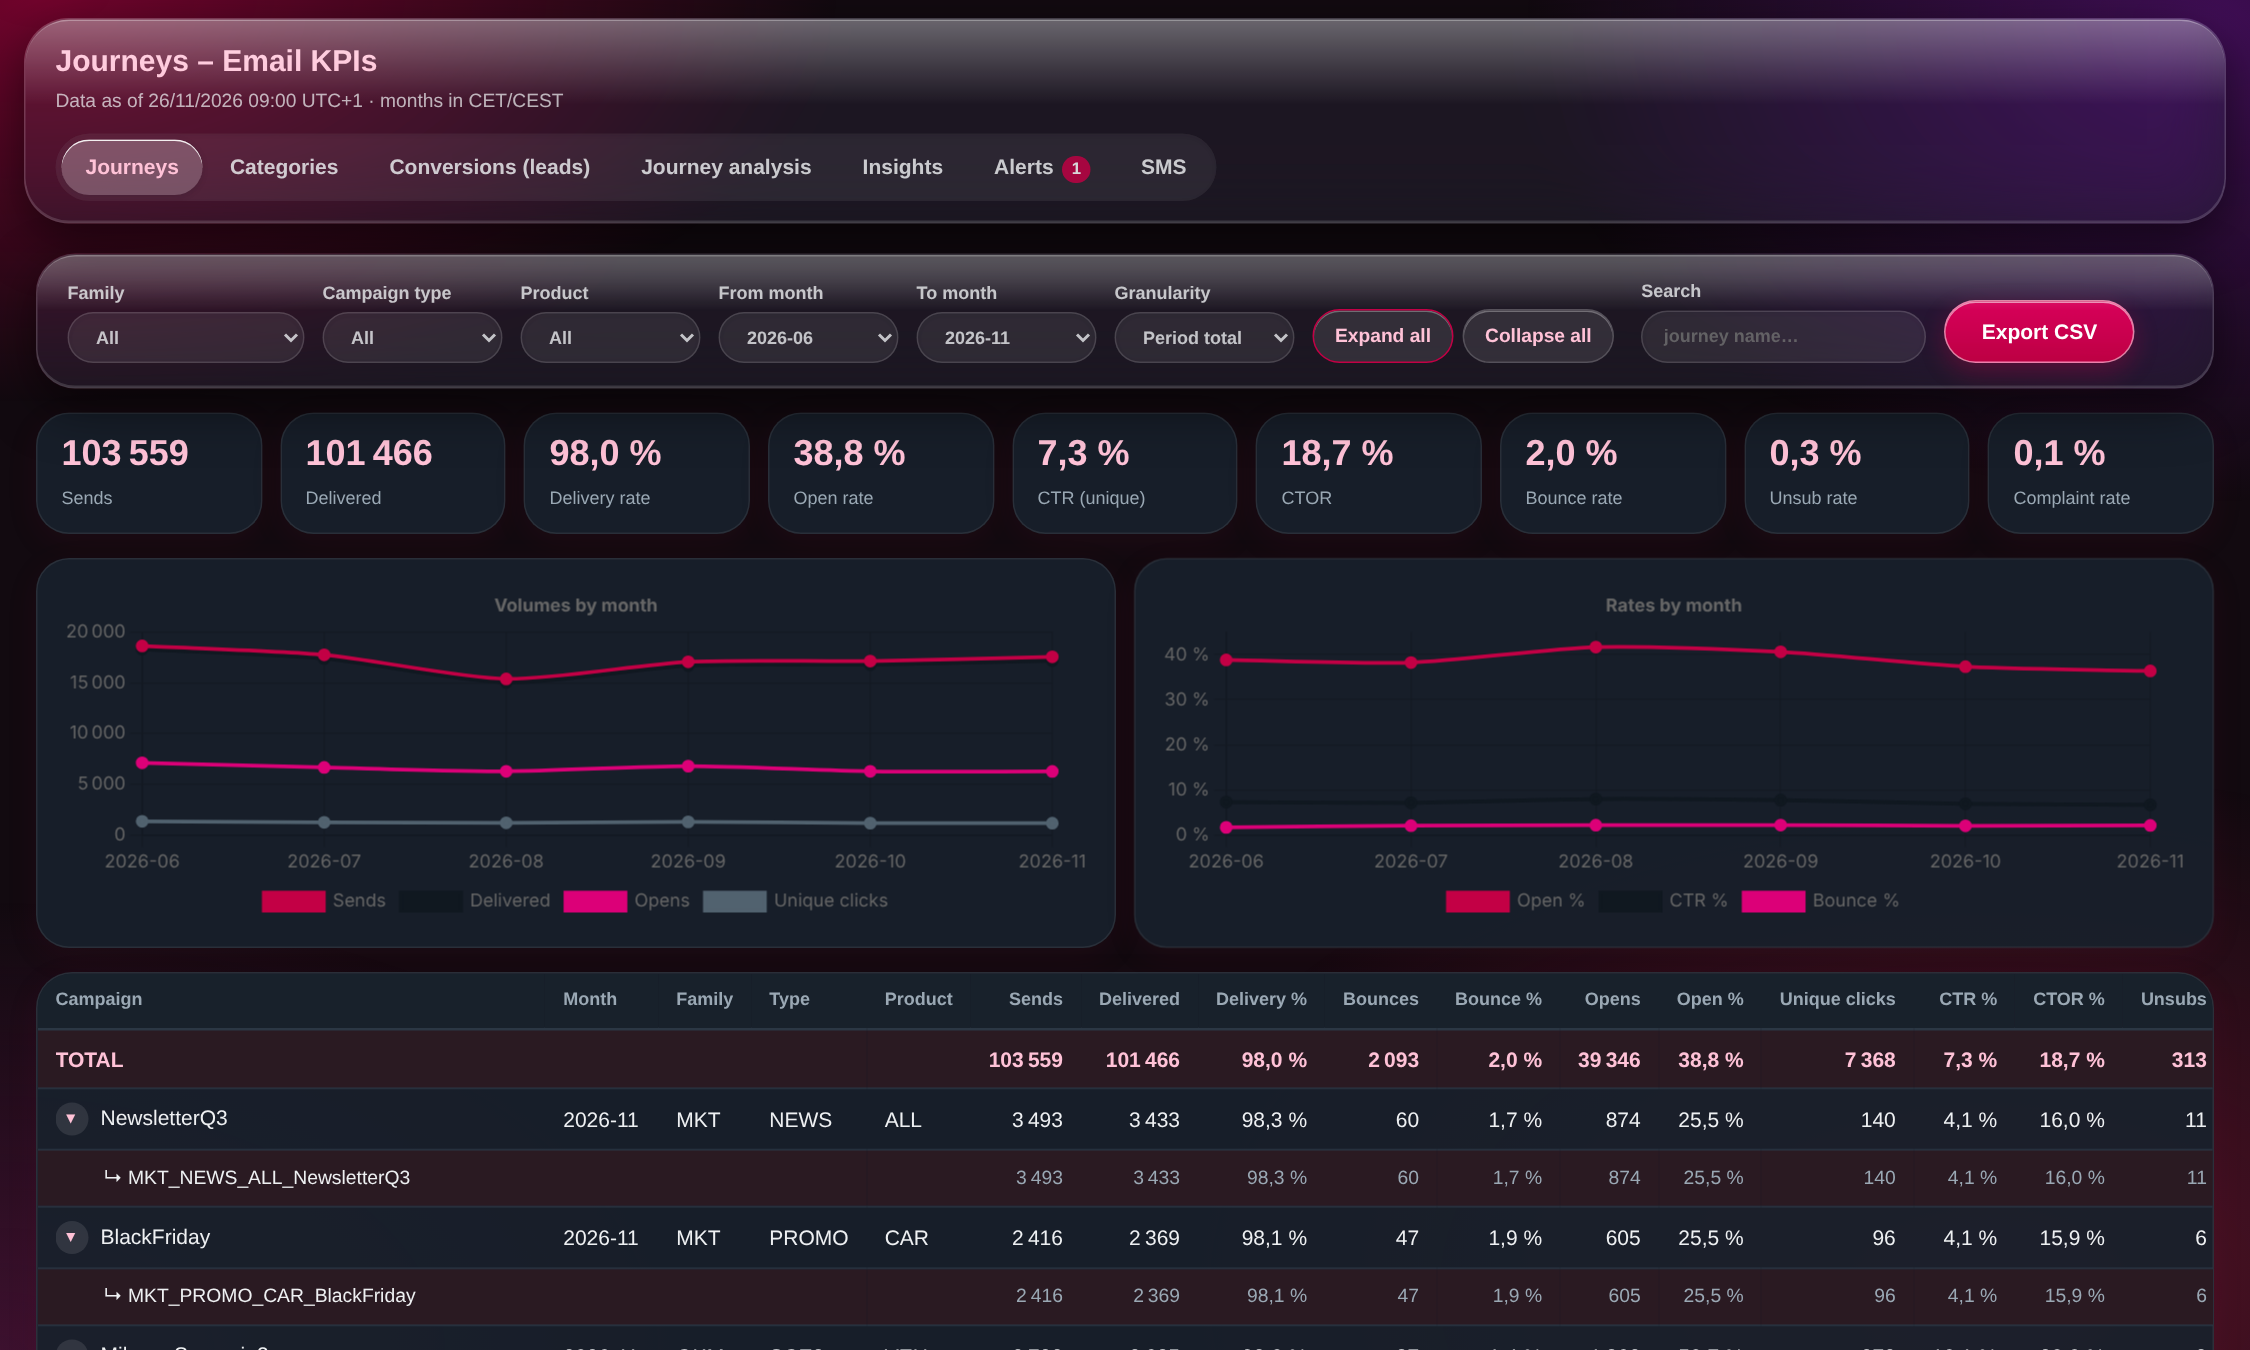 Journeys – Email KPIs
Data as of 26/11/2026 09:00 UTC+1 · months in CET/CEST
Journeys Categories Conversions (leads) Journey analysis Insights Alerts 1 SMS
Family Campaign type Product From month To month Granularity Search
All All All 2026-06 2026-11 Period total Expand all Collapse all journey name... Export CSV
103 559 101 466 98,0 % 38,8 % 7,3 % 18,7 % 2,0 % 0,3 % 0,1 %
Sends Delivered Delivery rate Open rate CTR (unique) CTOR Bounce rate Unsub rate Complaint rate
Volumes by month
20 000
15 000
10 000
5 000
0
2026-06 2026-07 2026-08 2026-09 2026-10 2026-11
Sends Delivered Opens Unique clicks
Rates by month
40 %
30 %
20 %
10 %
0 %
2026-06 2026-07 2026-08 2026-09 2026-10 2026-11
Open % CTR % Bounce %
Campaign Month Family Type Product Sends Delivered Delivery % Bounces Bounce % Opens Open % Unique clicks CTR % CTOR % Unsubs
TOTAL 103 559 101 466 98,0 % 2 093 2,0 % 39 346 38,8 % 7 368 7,3 % 18,7 % 313
▼ NewsletterQ3 2026-11 MKT NEWS ALL 3 493 3 433 98,3 % 60 1,7 % 874 25,5 % 140 4,1 % 16,0 % 11
↳ MKT_NEWS_ALL_NewsletterQ3 3 493 3 433 98,3 % 60 1,7 % 874 25,5 % 140 4,1 % 16,0 % 11
▼ BlackFriday 2026-11 MKT PROMO CAR 2 416 2 369 98,1 % 47 1,9 % 605 25,5 % 96 4,1 % 15,9 % 6
↳ MKT_PROMO_CAR_BlackFriday 2 416 2 369 98,1 % 47 1,9 % 605 25,5 % 96 4,1 % 15,9 % 6